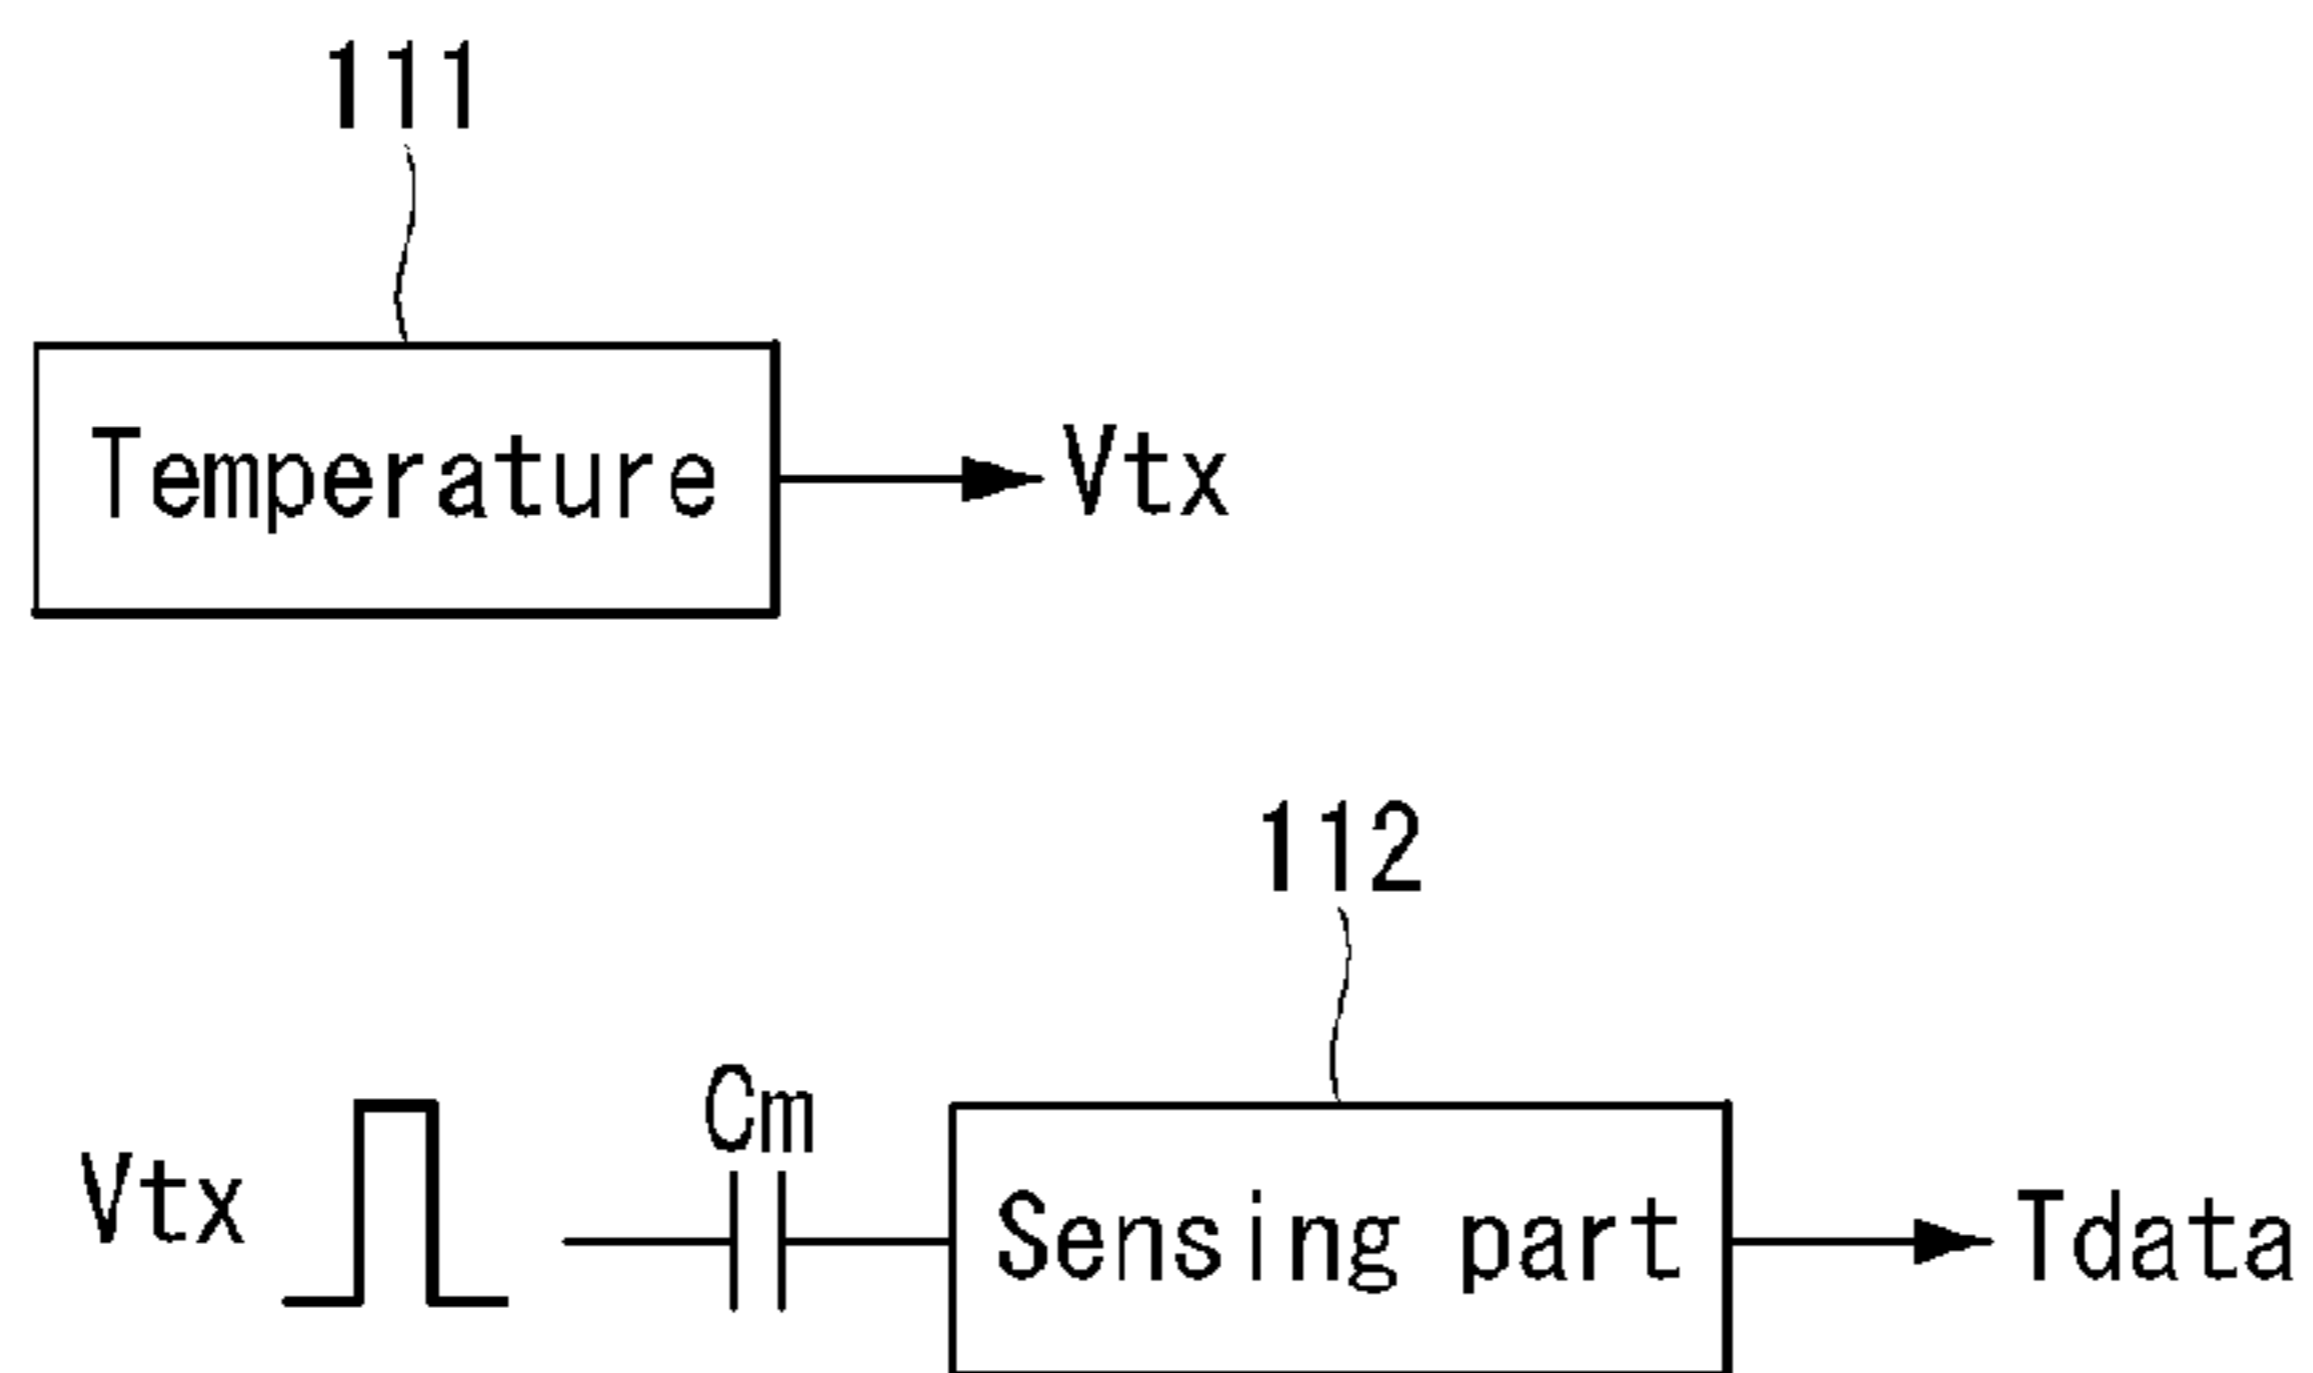 111
Temperature
Vtx
112
Cm
Vtx
Sensing part
Tdata